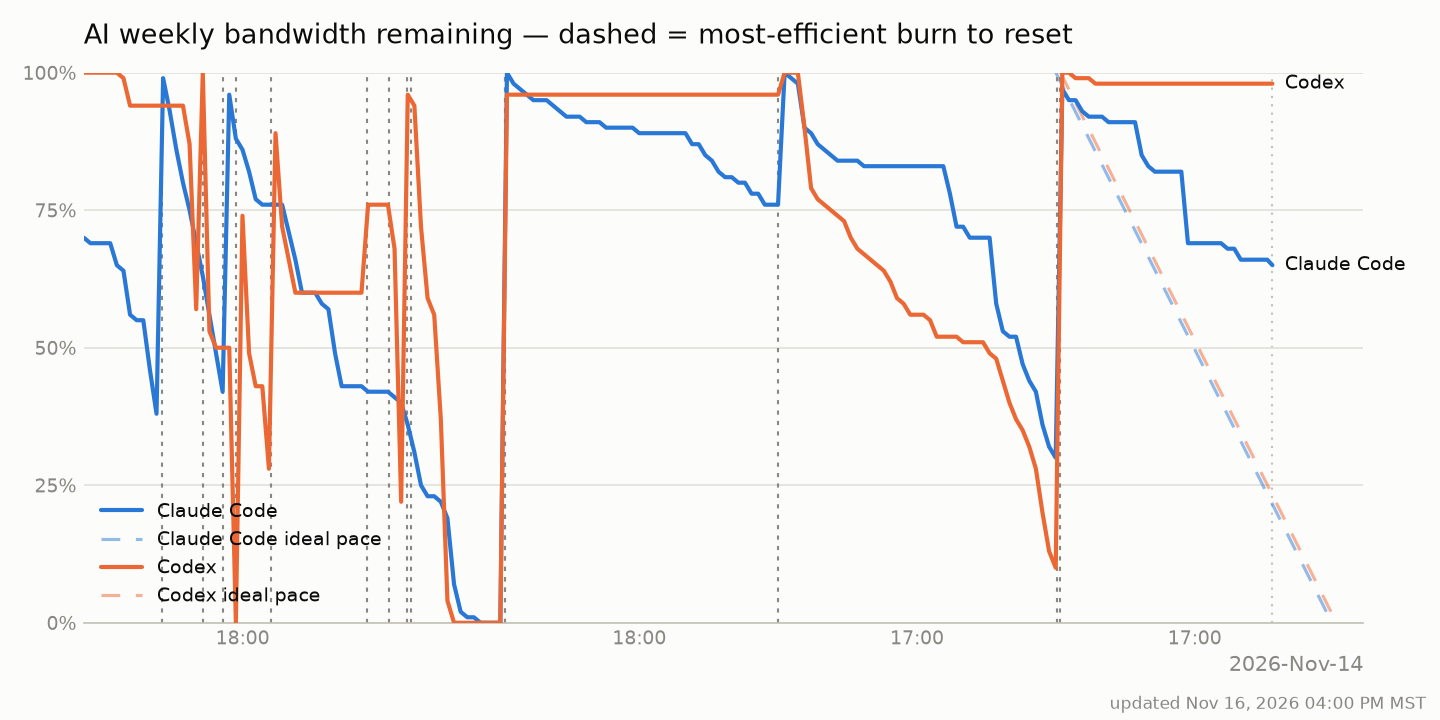 AI weekly bandwidth remaining — dashed = most-efficient burn to reset
100%
75%
50%
25%
0%
Codex
Claude Code
Claude Code
Claude Code ideal pace
Codex
Codex ideal pace
18:00
18:00
17:00
17:00
2026-Nov-14
updated Nov 16, 2026 04:00 PM MST